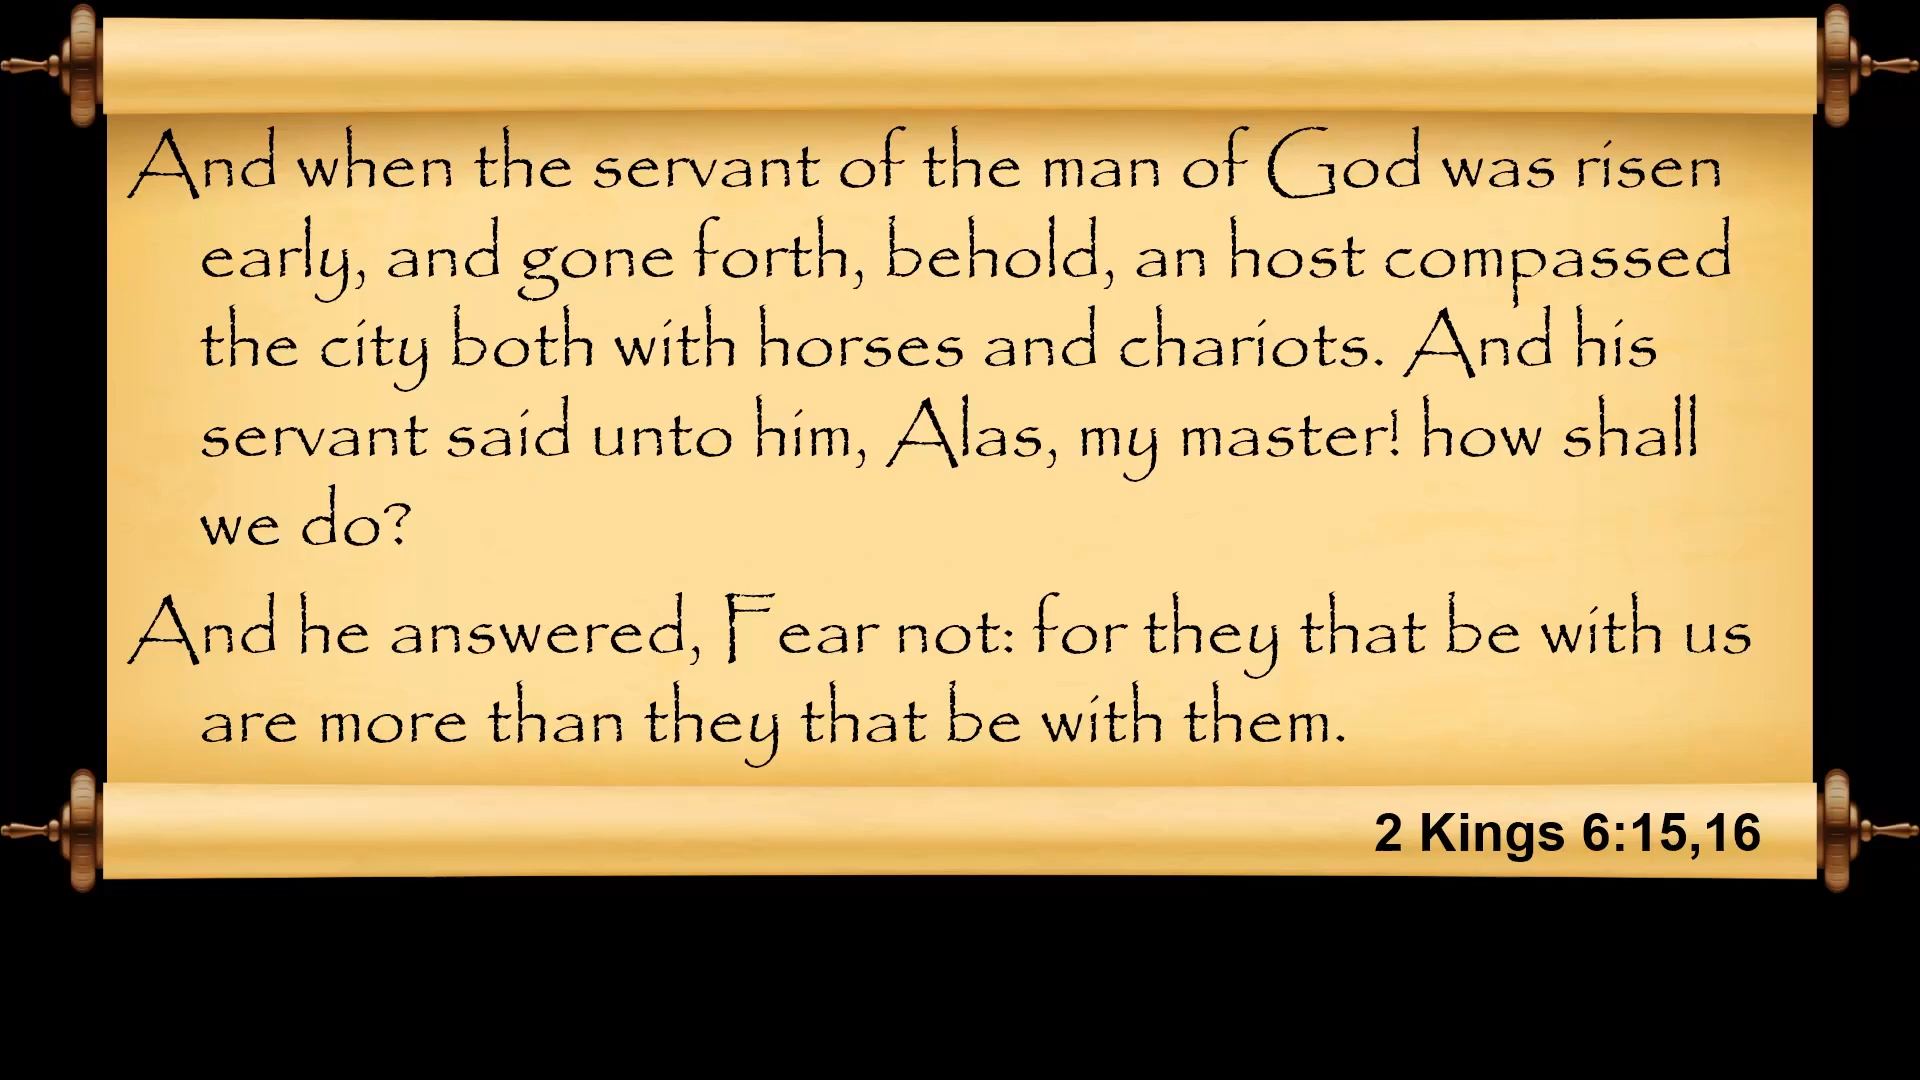 And when the servant of the man of God was risen
early, and gone forth, behold, an host compassed
the city both with horses and chariots. And his
servant said unto him, Alas, my master! how shall
we do?
And he answered, Fear not: for they that be with us
are more than they that be with them.
2 Kings 6:15,16